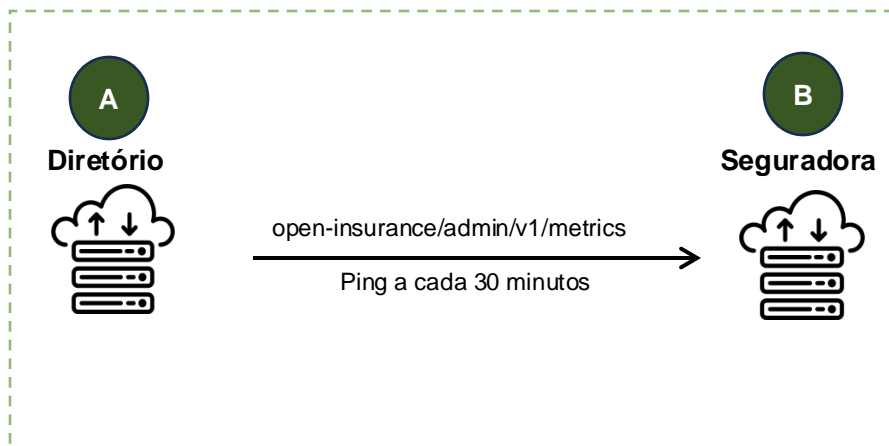 A
B
Diretório
Seguradora
open-insurance/admin/v1/metrics
Ping a cada 30 minutos